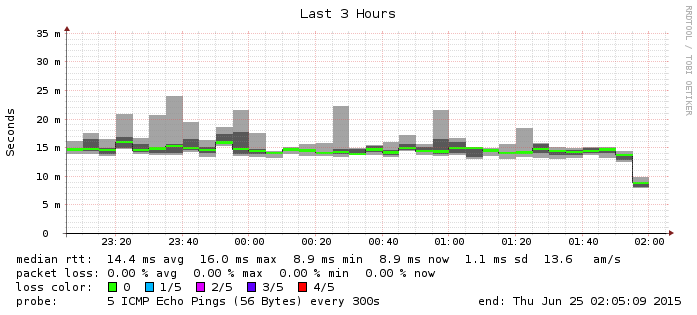 Last 3 Hours
RRDTOOL / TOBI OETIKER
Seconds
35 m
30 m
25 m
20 m
15 m
10 m
5 m
0
23:20 23:40 00:00 00:20 00:40 01:00 01:20 01:40 02:00
median rtt: 14.4 ms avg 16.0 ms max 8.9 ms min 8.9 ms now 1.1 ms sd 13.6 am/s
packet loss: 0.00 % avg 0.00 % max 0.00 % min 0.00 % now
loss color: 0 1/5 2/5 3/5 4/5
probe: 5 ICMP Echo Pings (56 Bytes) every 300s end: Thu Jun 25 02:05:09 2015